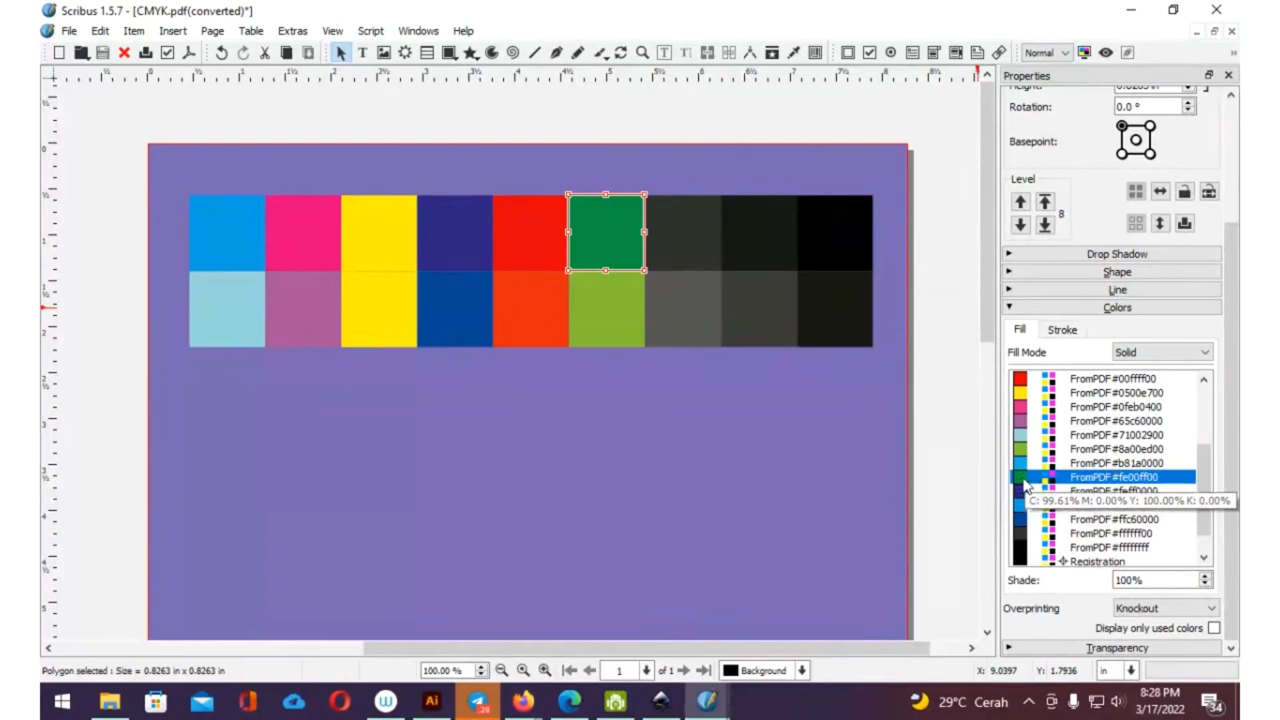 Scribus 1.5.7 - [CMYK.pdf(converted)*]
File Edit Item Insert Page Table Extras View Script Windows Help
Normal
Properties
Rotation: 0.0 °
Basepoint:
Level
8
Drop Shadow
Shape
Line
Colors
Fill Stroke
Fill Mode Solid
FromPDF#00ffff00
FromPDF#0500e700
FromPDF#0feb0400
FromPDF#65c60000
FromPDF#71002900
FromPDF#8a00ed00
FromPDF#b81a0000
FromPDF#fe00ff00
FromPDF#feff0000
C: 99.61% M: 0.00% Y: 100.00% K: 0.00%
FromPDF#ffc60000
FromPDF#ffffff00
FromPDF#ffffffff
Registration
Shade: 100%
Overprinting Knockout
Display only used colors
Transparency
Polygon selected : Size = 0.8263 in x 0.8263 in 100.00 % 1 of 1 Background X: 9.0397 Y: 1.7936 in
29°C Cerah 8:28 PM
3/17/2022 34